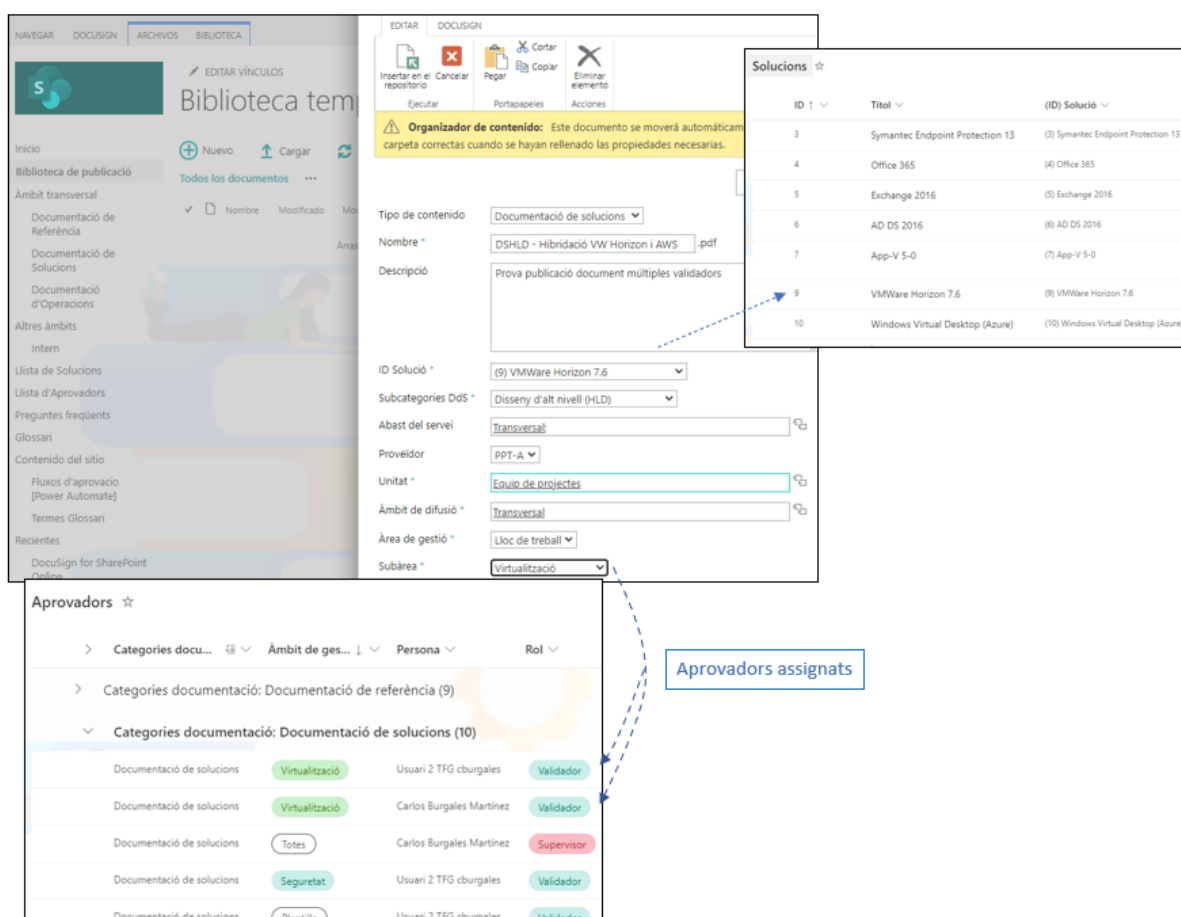 NAVEGAR DOCUSIGN ARCHIVOS BIBLIOTECA
EDITAR VÍNCULOS
Biblioteca tem
Inicio
Biblioteca de publicació
Àmbit transversal
Documentació de
Referència
Documentació de
Solucions
Documentació
d'Operacions
Altres àmbits
Intern
Llista de Solucions
Llista d'Aprovadors
Preguntes freqüents
Glossari
Contenido del sitio
Fluxos d'aprovacio
[Power Automate]
Termes Glossari
Recientes
DocuSign for SharePoint
Online
Nuevo Cargar
Todos los documentos ...
Nombre Modificado Mo
Arras
EDITAR DOCUSIGN
Insertar en el
repositorio
Cancelar
Pegar
Cortar
Copiar
Eliminar
elemento
Ejecutar Portapapeles Acciones
Organizador de contenido: Este documento se moverá automáticam
carpeta correctas cuando se hayan rellenado las propiedades necesarias.
Tipo de contenido Documentació de solucions
Nombre * DSHLD - Hibridació VW Horizon i AWS .pdf
Descripció Prova publicació document múltiples validadors
ID Solució * (9) VMWare Horizon 7.6
Subcategories DdS * Disseny d'alt nivell (HLD)
Abast del servei Transversal;
Proveïdor PPT-A
Unitat * Equip de projectes
Àmbit de difusió * Transversal
Àrea de gestió * Lloc de treball
Subàrea * Virtualització
Solucions
ID Titol (ID) Solució
3 Symantec Endpoint Protection 13 (3) Symantec Endpoint Protection 13
4 Office 365 (4) Office 365
5 Exchange 2016 (5) Exchange 2016
6 AD DS 2016 (6) AD DS 2016
7 App-V 5-0 (7) App-V 5-0
9 VMWare Horizon 7.6 (9) VMWare Horizon 7.6
10 Windows Virtual Desktop (Azure) (10) Windows Virtual Desktop (Azure
Aprovadors
Categories docu... Àmbit de ges... Persona Rol
Categories documentació: Documentació de referència (9)
Categories documentació: Documentació de solucions (10)
Documentació de solucions Virtualització Usuari 2 TFG cburgales Validador
Documentació de solucions Virtualització Carlos Burgales Martínez Validador
Documentació de solucions Totes Carlos Burgales Martínez Supervisor
Documentació de solucions Seguretat Usuari 2 TFG cburgales Validador
Documentació de solucions Usuari 2 TFG cburgales Validador
Aprovadors assignats